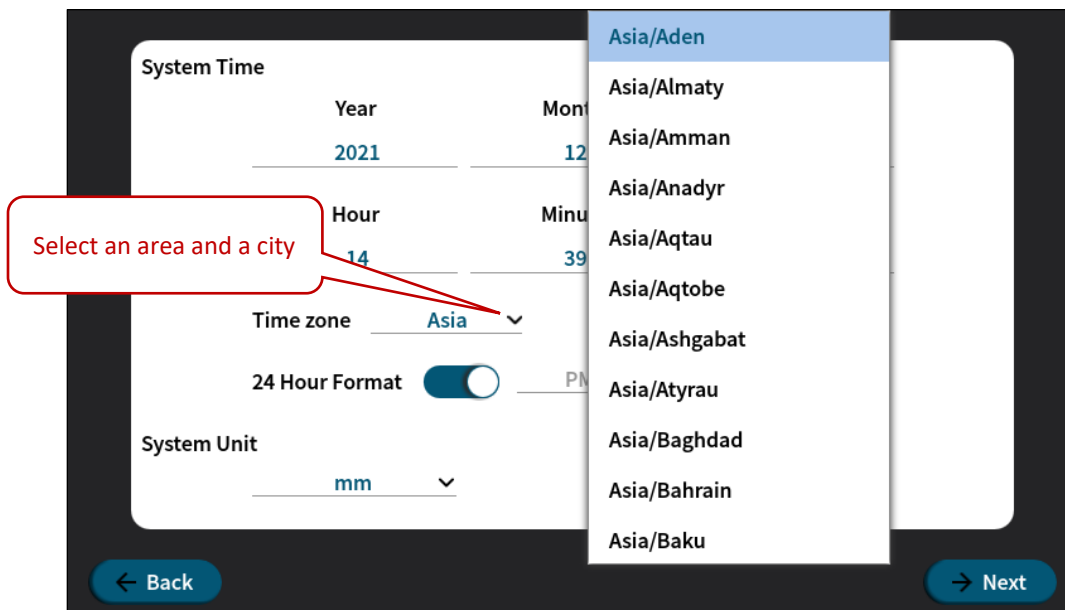 System Time
Year
Mont
2021
12
Hour
Minu
14
39
Select an area and a city
Time zone
Asia
24 Hour Format
PM
System Unit
mm
Asia/Aden
Asia/Almaty
Asia/Amman
Asia/Anadyr
Asia/Aqtau
Asia/Aqtobe
Asia/Ashgabat
Asia/Atyrau
Asia/Baghdad
Asia/Bahrain
Asia/Baku
Back
Next